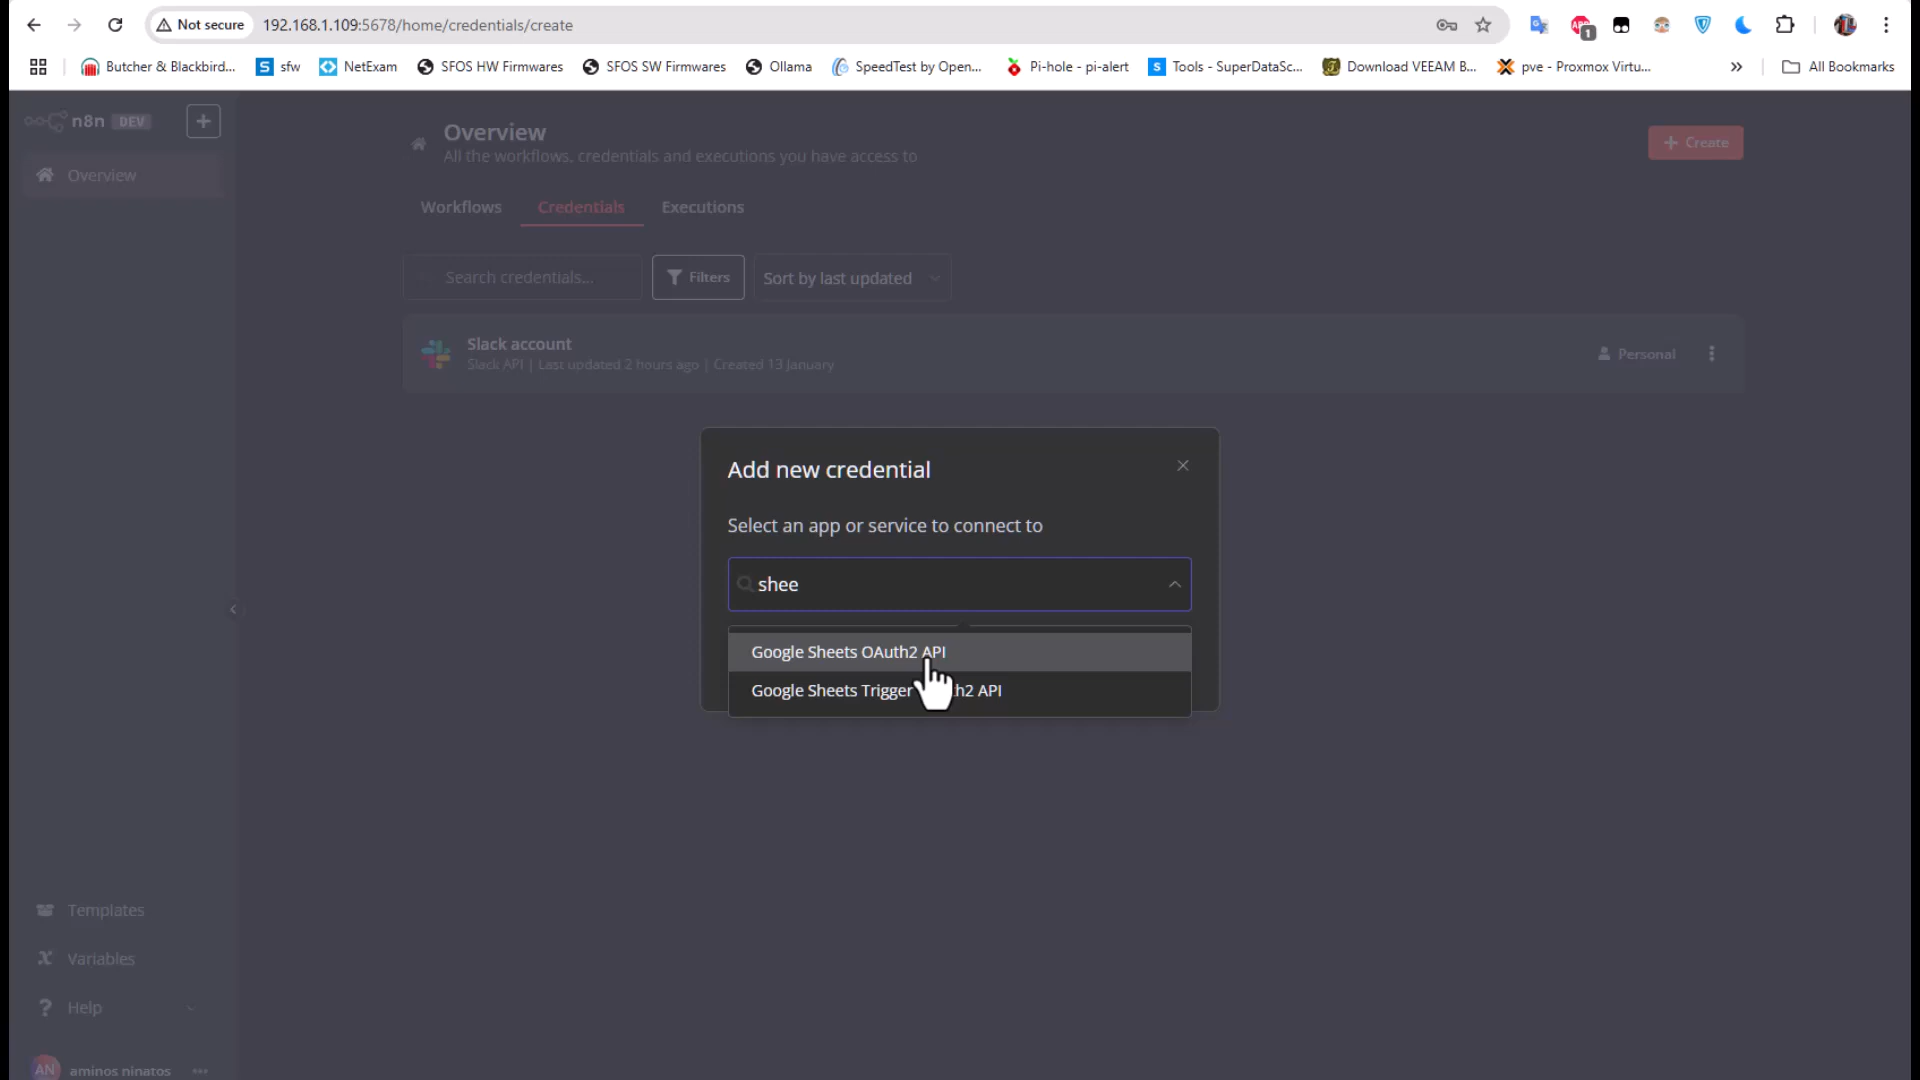 Not secure 192.168.1.109:5678/home/credentials/create
1
Butcher & Blackbird... sfw NetExam SFOS HW Firmwares SFOS SW Firmwares Ollama SpeedTest by Open... Pi-hole - pi-alert Tools - SuperDataSc... Download VEEAM B... pve - Proxmox Virtu... All Bookmarks
n8n DEV
Overview
Overview
All the workflows, credentials and executions you have access to
Create
Workflows Credentials Executions
Search credentials... Filters Sort by last updated
Slack account
Slack API | Last updated 2 hours ago | Created 13 January
Personal
Add new credential
Select an app or service to connect to
shee
Google Sheets OAuth2 API
Google Sheets Trigger h2 API
Templates
Variables
Help
AN aminos ninatos